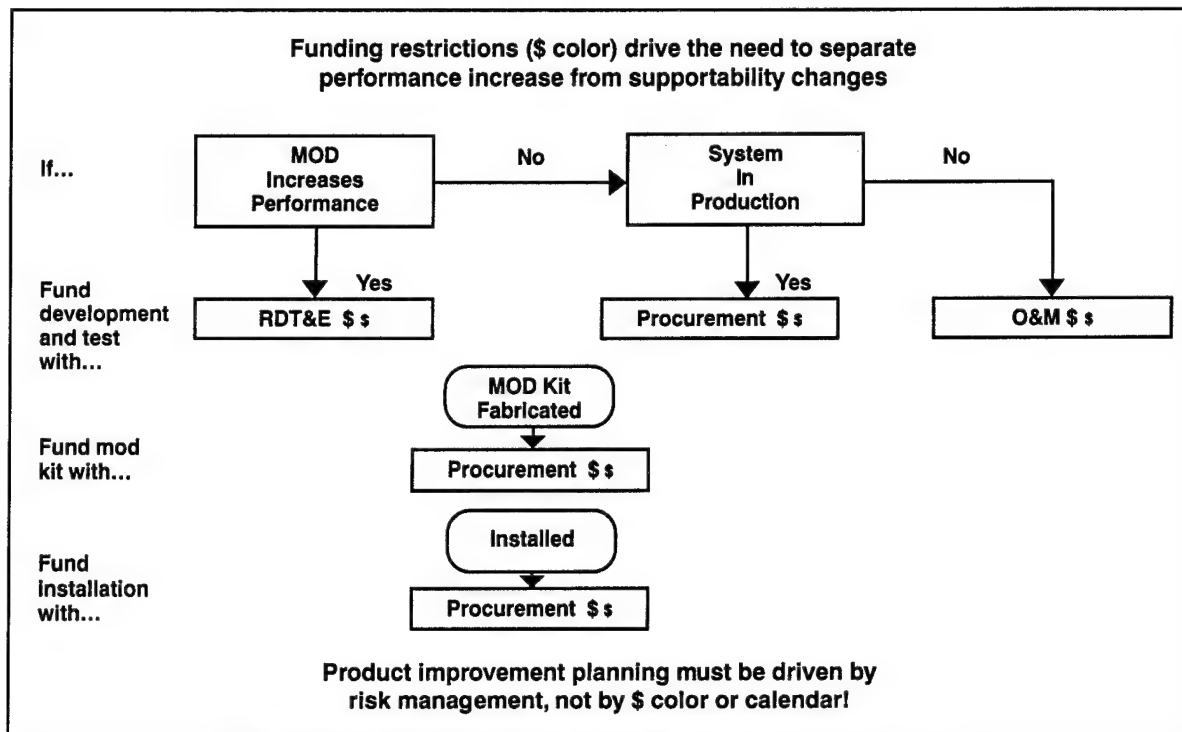 Funding restrictions ($ color) drive the need to separate
performance increase from supportability changes
If...
MOD
Increases
Performance
No
System
In
Production
No
Fund
development
and test
with...
Yes
RDT&E $ $
Yes
Procurement $ $
O&M $ $
MOD Kit
Fabricated
Fund mod
kit with...
Procurement $ $
Installed
Fund
installation
with...
Procurement $ $
Product improvement planning must be driven by
risk management, not by $ color or calendar!